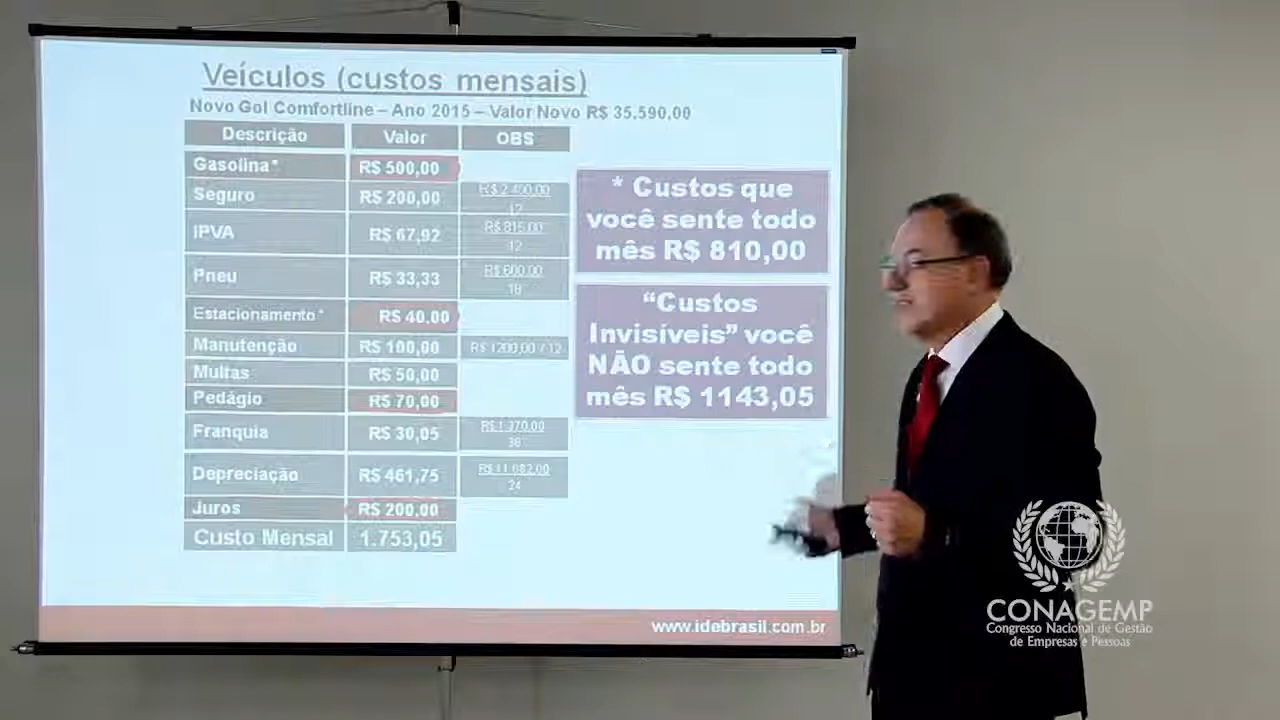 Veículos (custos mensais)
Novo Gol Comfortline – Ano 2015 – Valor Novo R$ 35.590,00
Descrição Valor OBS
Gasolina* R$ 500,00
Seguro R$ 200,00 R$ 2.400,00
12
IPVA R$ 67,92 R$ 815,00
12
Pneu R$ 33,33 R$ 600,00
18
Estacionamento* R$ 40,00
Manutenção R$ 100,00 R$ 1200,00 / 12
Multas R$ 50,00
Pedágio R$ 70,00
Franquia R$ 30,05
36
Depreciação R$ 461,75 R$ 11.082,00
24
Juros R$ 200,00
Custo Mensal 1.753,05
* Custos que
você sente todo
mês R$ 810,00
“Custos
Invisíveis” você
NÃO sente todo
mês R$ 1143,05
www.idebrasil.com.br
CONAGEMP
Congresso Nacional de Gestão
de Empresas e Pessoas